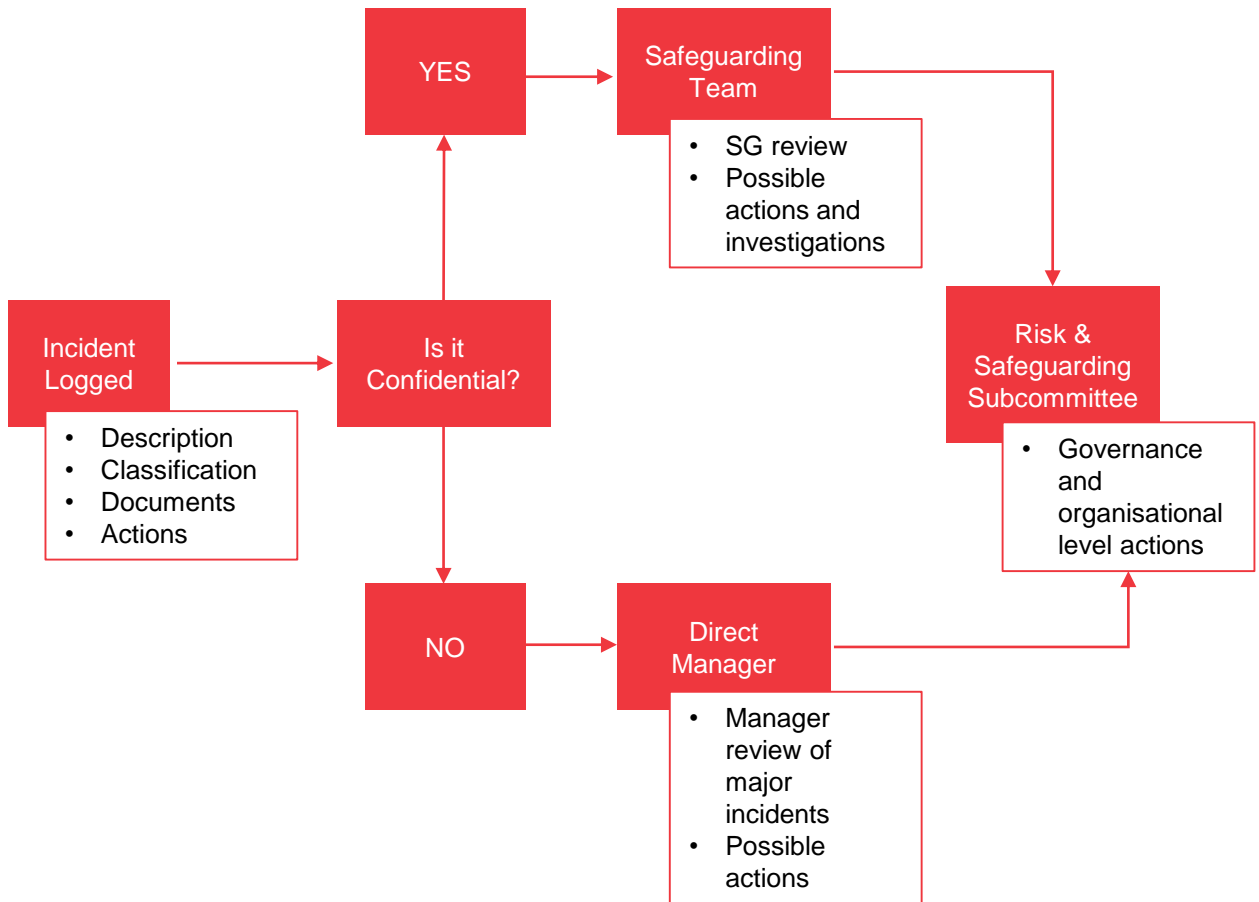 YES
Safeguarding
Team
• SG review
• Possible
actions and
investigations
Incident
Logged
• Description
• Classification
• Documents
• Actions
Is it
Confidential?
Risk &
Safeguarding
Subcommittee
• Governance
and
organisational
level actions
NO
Direct
Manager
• Manager
review of
major
incidents
• Possible
actions